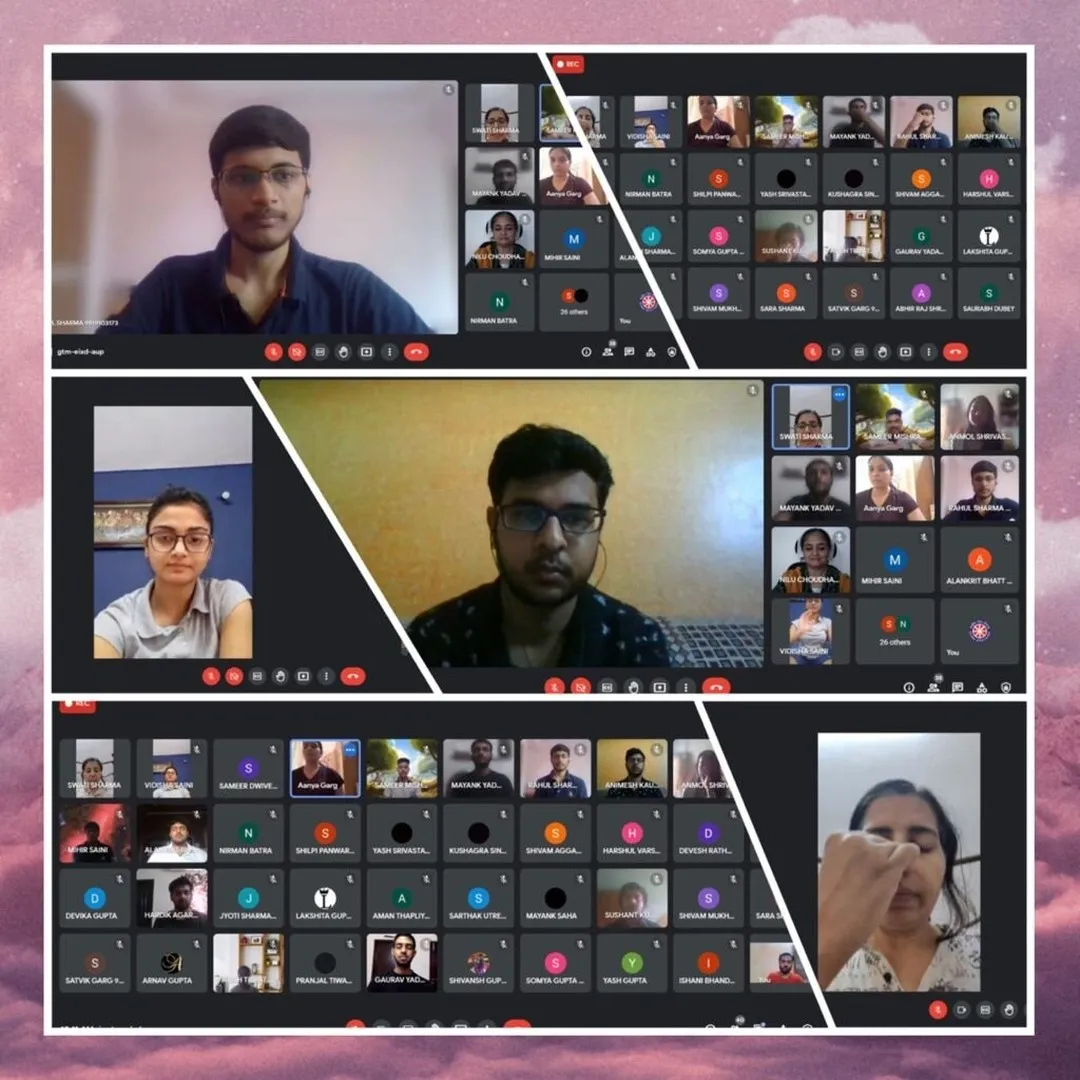 SWATI SHARMA
MAYANK YADAV...
Aanya Garg
NILU CHOUDHA...
M
MIHIR SAINI
N
NIRMAN BATRA
S
26 others
You
gtm-eixd-aup
REC
VIDISHA SAINI
Aanya Garg
SAMEER MISH...
MAYANK YAD...
RAHUL SHAR...
ANIMESH KAU...
N
NIRMAN BATRA
S
SHILPI PANWA...
YASH SRIVASTA...
KUSHAGRA SIN...
S
SHIVAM AGGA...
H
HARSHUL VARS...
J
SHARMA...
S
SOMYA GUPTA ...
SUSHANT KU...
G
GAURAV YADA...
LAKSHITA GUP...
S
SHIVAM MUKH...
S
SARA SHARMA
S
SATVIK GARG 9...
A
ABHIR RAJ SHR...
S
SAURABH DUBEY
SWATI SHARMA
SAMEER MISHRA
ANMOL SHRIVAS...
MAYANK YADAV ...
Aanya Garg
RAHUL SHARMA ...
NILU CHOUDHA...
M
MIHIR SAINI
A
ALANKRIT BHATT ...
VIDISHA SAINI
S N
26 others
You
REC
SWATI SHARMA
VIDISHA SAINI
S
SAMEER DWIVE...
Aanya Garg
SAMEER MISH...
MAYANK YAD...
RAHUL SHAR...
ANIMESH KAU...
ANMOL SHRIV
MIHIR SAINI
N
NIRMAN BATRA
S
SHILPI PANWAR...
YASH SRIVASTA...
KUSHAGRA SIN...
S
SHIVAM AGGA...
H
HARSHUL VARS...
D
DEVESH RATH...
D
DEVIKA GUPTA
HARDIK AGAR...
J
JYOTI SHARMA...
LAKSHITA GUP...
A
AMAN THAPLIY...
S
SARTHAK UTRE...
MAYANK SAHA
SUSHANT KU...
S
SHIVAM MUKH...
SARA S
S
SATVIK GARG 9...
ARNAV GUPTA
PRANJAL TIWA...
GAURAV YAD...
SHIVANSH GUP...
S
SOMYA GUPTA ...
Y
YASH GUPTA
I
ISHANI BHAND...